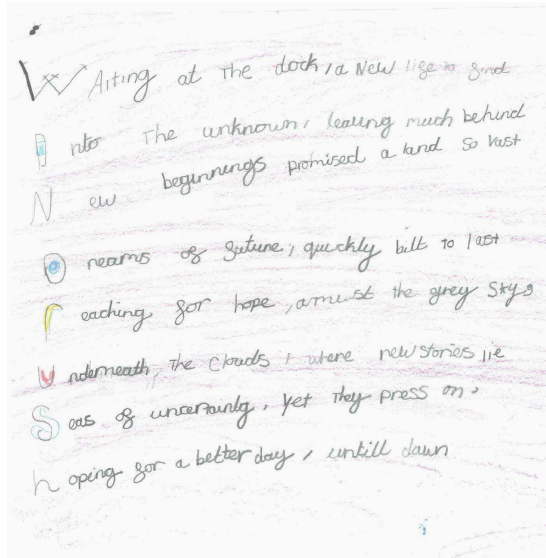 WAiting at the dock, a New life to find
Into The unknown, leaving much behind
New beginnings promised a land so vast
Dreams of future, quickly bilt to last
reaching for hope, amust the grey Skys
Underneath, The clouds, where new stories lie
Seas of uncertainty, yet They press on,
hoping for a better day, untill dawn